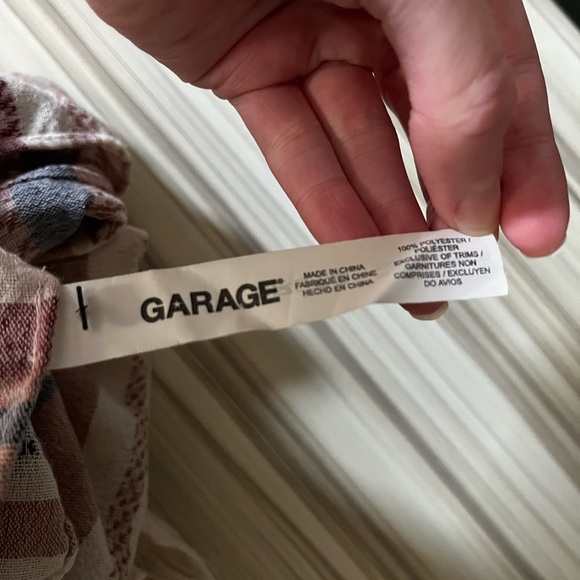 GARAGE®
MADE IN CHINA
FABRIQUÉ EN CHINE
HECHO EN CHINA
100% POLYESTER /
POLIÉSTER
EXCLUSIVE OF TRIMS /
GARNITURES NON
COMPRISES / EXCLUYEN
DO AVIOS